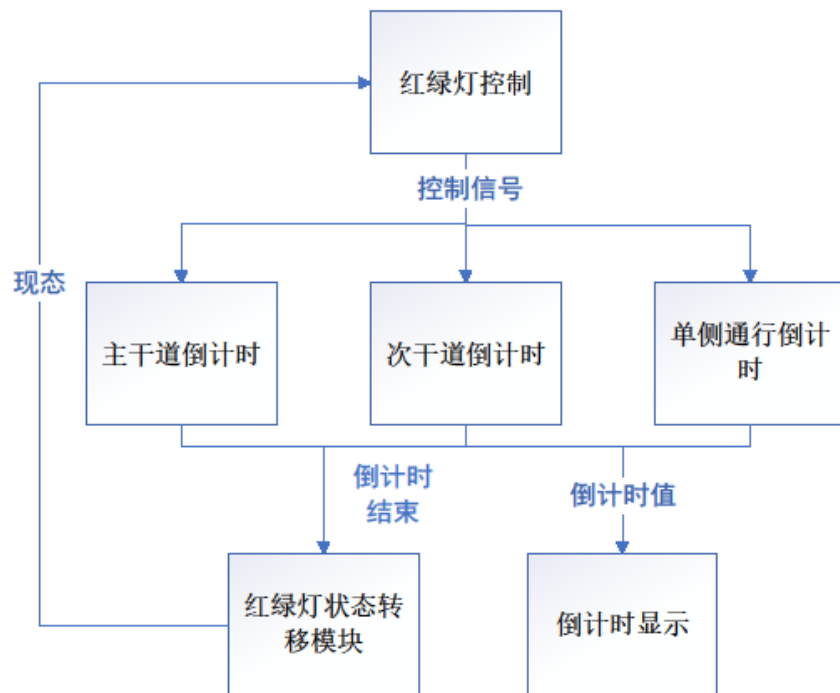 红绿灯控制
控制信号
现态
主干道倒计时
次干道倒计时
单侧通行倒计
时
倒计时
结束
倒计时值
红绿灯状态转
移模块
倒计时显示